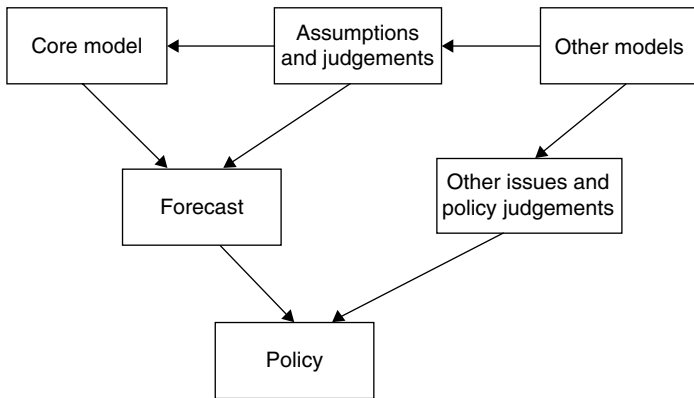 Core model
Assumptions
and judgements
Other models
Forecast
Other issues and
policy judgements
Policy